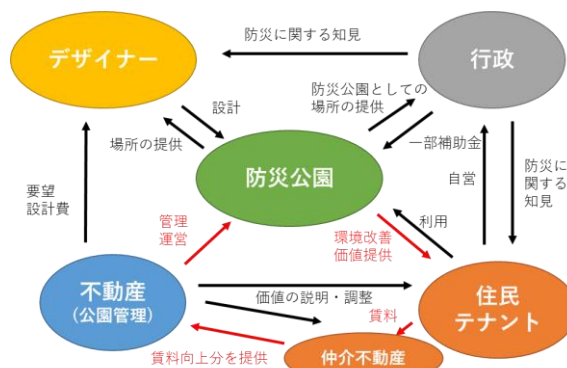 防災に関する知見
デザイナー
行政
設計
防災公園としての
場所の提供
場所の提供
一部補助金
防災公園
自営
防災に
関する
知見
要望
設計費
管理
運営
利用
環境改善
価値提供
不動産
(公園管理)
価値の説明・調整
住民
テナント
賃料
賃料向上分を提供
仲介不動産